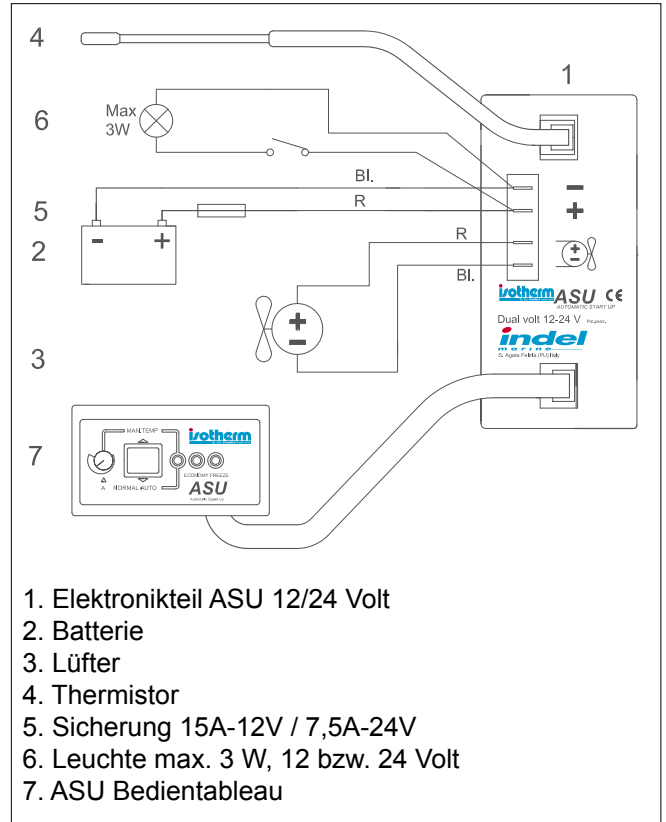 4
1
6
Max
3W
Bl.
5
R
2
- +
−
+
R
+
−
Bl.
+
−
isotherm ASU CE
AUTOMATIC START UP
Dual volt 12-24 V
indel
marine
S. Agata Feltria (PU) Italy
3
7
MAN.TEMP
isotherm
A
NORMAL AUTO
ECONOMY FREEZE
ASU
1. Elektronikteil ASU 12/24 Volt
2. Batterie
3. Lüfter
4. Thermistor
5. Sicherung 15A-12V / 7,5A-24V
6. Leuchte max. 3 W, 12 bzw. 24 Volt
7. ASU Bedientableau